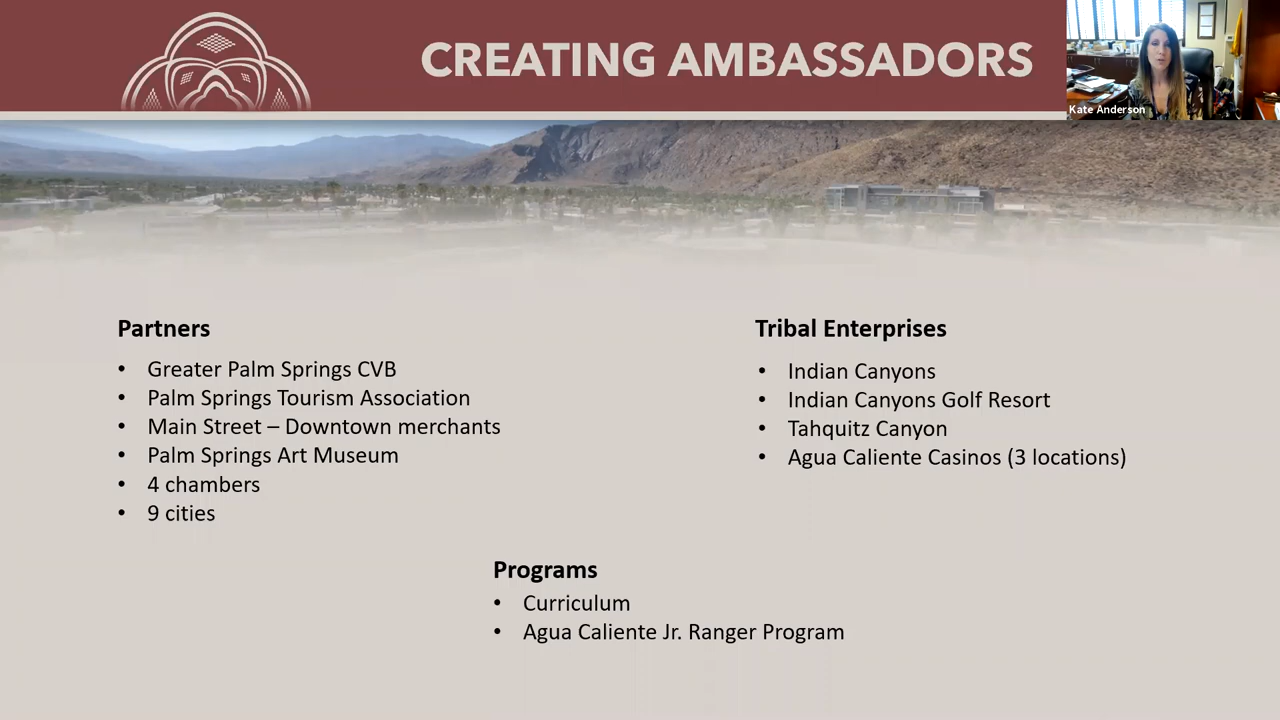 CREATING AMBASSADORS
Kate Anderson
Partners
• Greater Palm Springs CVB
• Palm Springs Tourism Association
• Main Street – Downtown merchants
• Palm Springs Art Museum
• 4 chambers
• 9 cities
Tribal Enterprises
• Indian Canyons
• Indian Canyons Golf Resort
• Tahquitz Canyon
• Agua Caliente Casinos (3 locations)
Programs
• Curriculum
• Agua Caliente Jr. Ranger Program